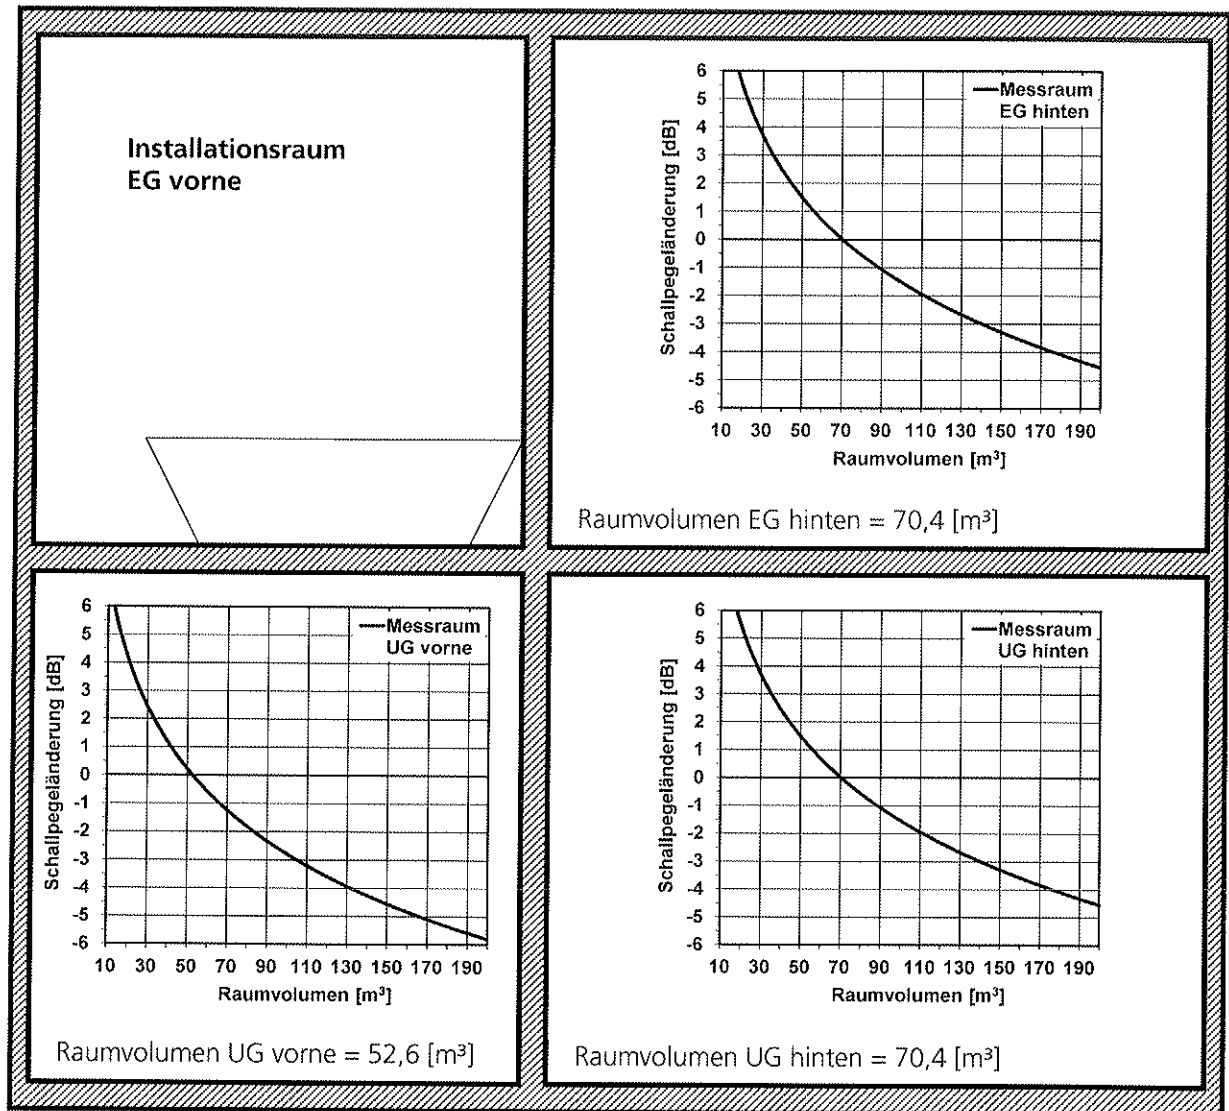 Installationsraum
EG vorne
Schallpegeländerung [dB]
6
5
4
3
2
1
0
-1
-2
-3
-4
-5
-6
Messraum
EG hinten
10 30 50 70 90 110 130 150 170 190
Raumvolumen [m³]
Raumvolumen EG hinten = 70,4 [m³]
Schallpegeländerung [dB]
6
5
4
3
2
1
0
-1
-2
-3
-4
-5
-6
Messraum
UG vorne
10 30 50 70 90 110 130 150 170 190
Raumvolumen [m³]
Raumvolumen UG vorne = 52,6 [m³]
Schallpegeländerung [dB]
6
5
4
3
2
1
0
-1
-2
-3
-4
-5
-6
Messraum
UG hinten
10 30 50 70 90 110 130 150 170 190
Raumvolumen [m³]
Raumvolumen UG hinten = 70,4 [m³]